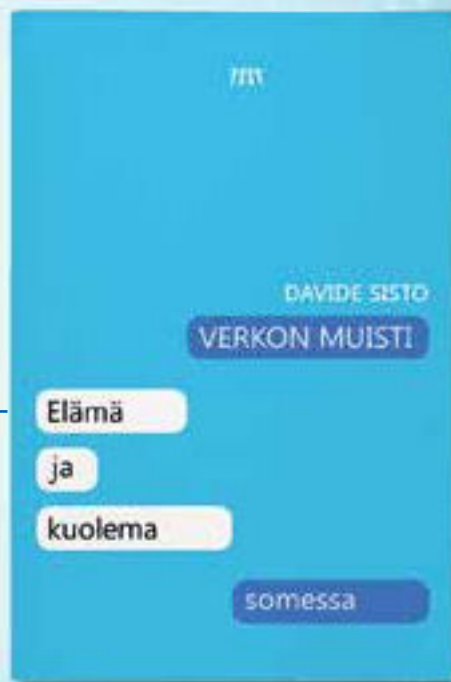 DAVIDE SISTO
VERKON MUISTI
Elämä
ja
kuolema
somessa